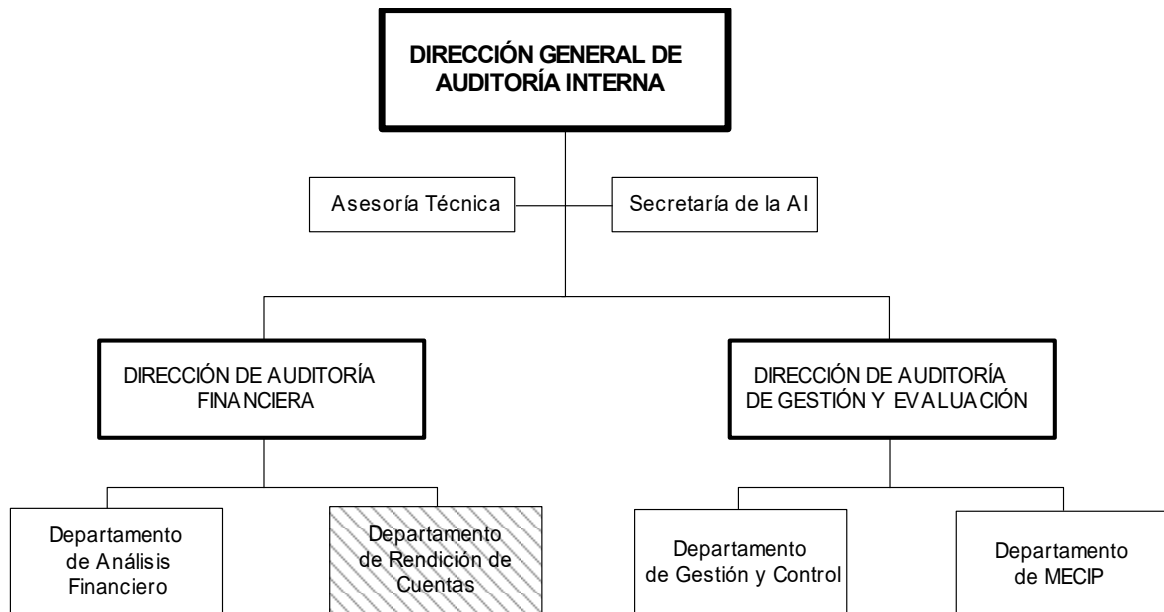 DIRECCIÓN GENERAL DE
AUDITORÍA INTERNA
Asesoría Técnica
Secretaría de la AI
DIRECCIÓN DE AUDITORÍA
FINANCIERA
DIRECCIÓN DE AUDITORÍA
DE GESTIÓN Y EVALUACIÓN
Departamento
de Análisis
Financiero
Departamento
de Rendición de
Cuentas
Departamento
de Gestión y Control
Departamento
de MECIP